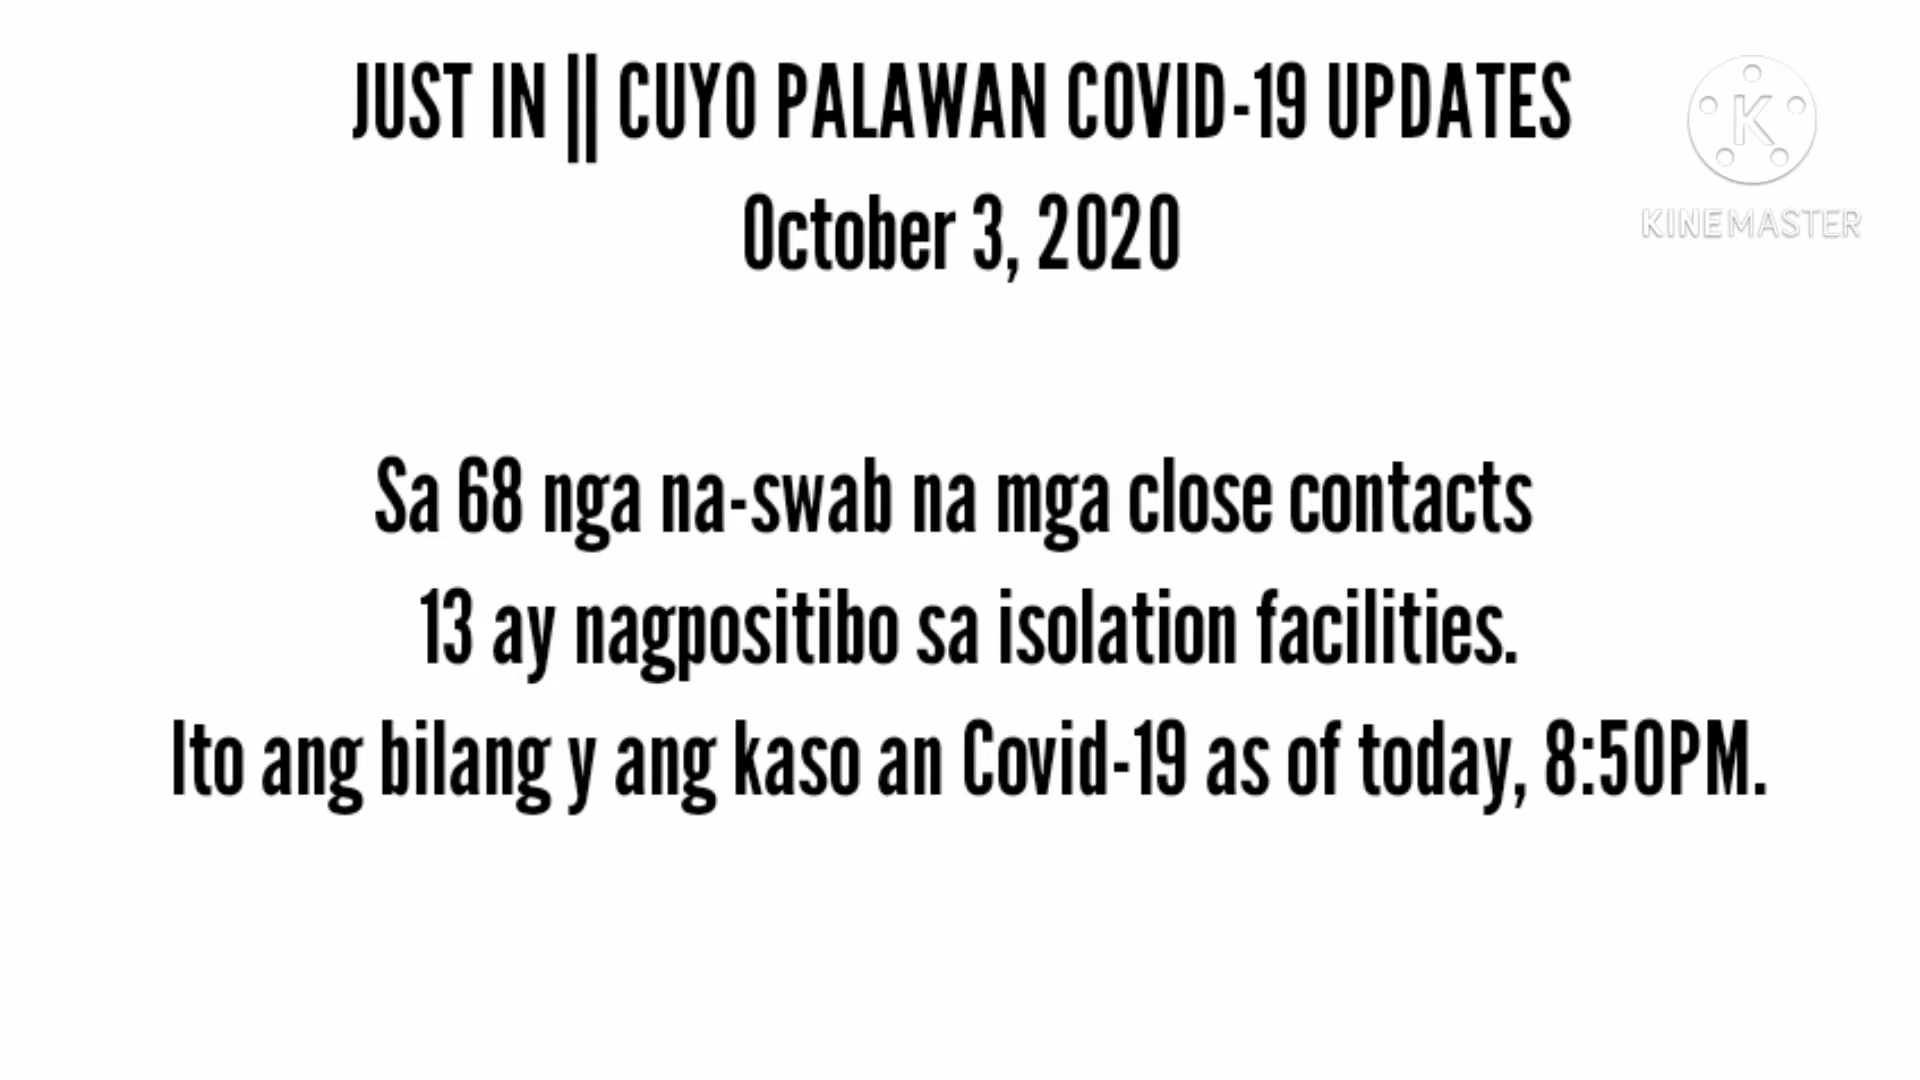 JUST IN || CUYO PALAWAN COVID-19 UPDATES
October 3, 2020
K
KINEMASTER
Sa 68 nga na-swab na mga close contacts
13 ay nagpositibo sa isolation facilities.
Ito ang bilang y ang kaso an Covid-19 as of today, 8:50PM.